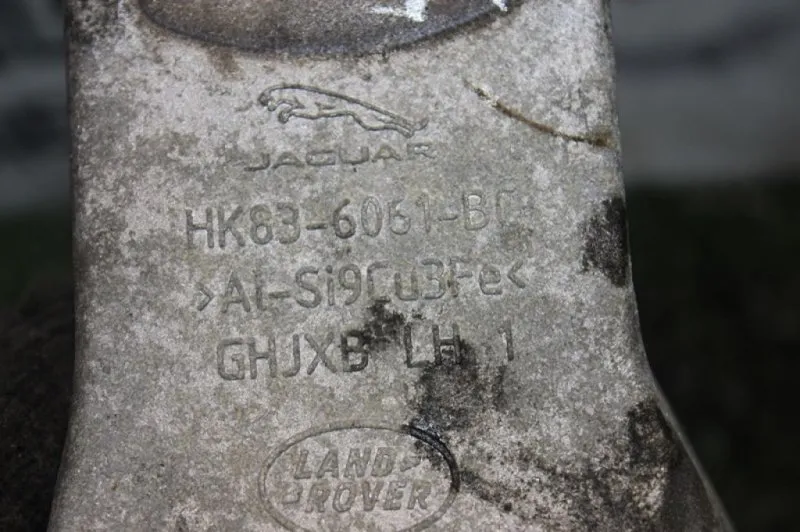 JAGUAR
HK83-6061-BC
>Al-Si9Cu3Fe<
GHJXB LH 1
LAND
ROVER